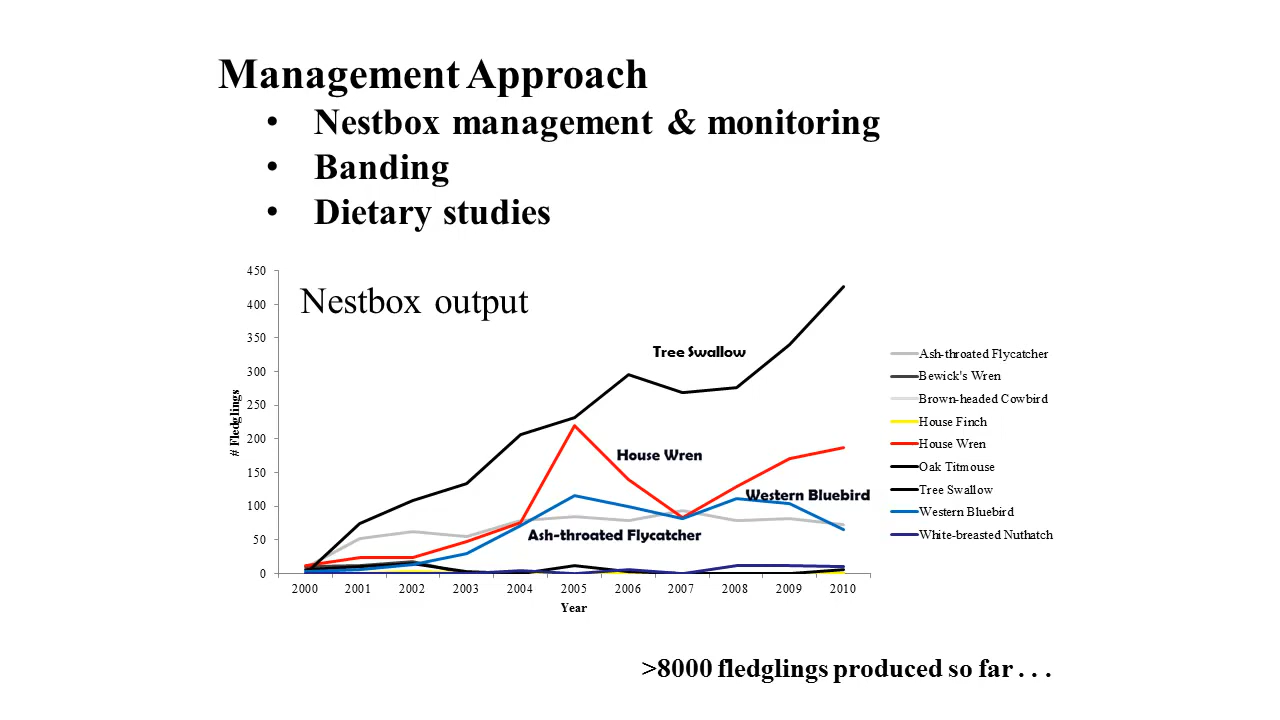 Management Approach
• Nestbox management & monitoring
• Banding
• Dietary studies
Nestbox output
450
400
350
300
250
200
150
100
50
0
# Fledglings
Tree Swallow
House Wren
Western Bluebird
Ash-throated Flycatcher
2000 2001 2002 2003 2004 2005 2006 2007 2008 2009 2010
Year
Ash-throated Flycatcher
Bewick's Wren
Brown-headed Cowbird
House Finch
House Wren
Oak Titmouse
Tree Swallow
Western Bluebird
White-breasted Nuthatch
>8000 fledglings produced so far . . .